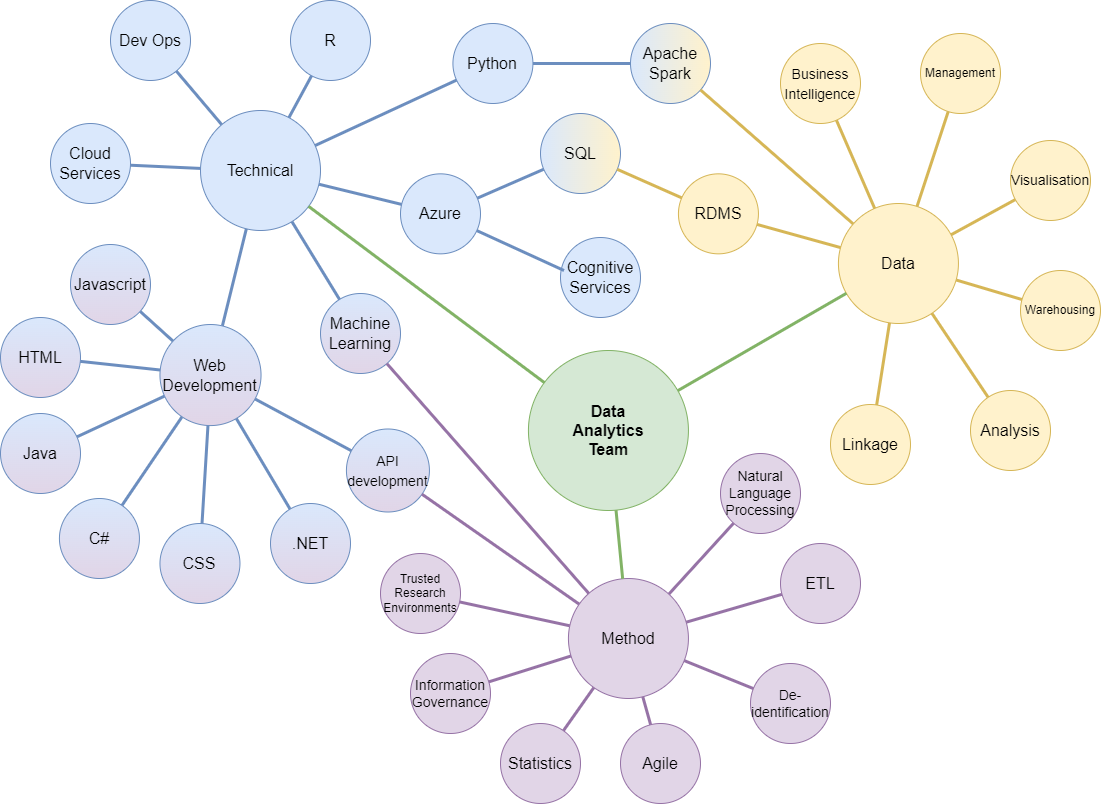 Dev Ops
R
Python
Apache
Spark
Business
Intelligence
Management
Cloud
Services
Technical
SQL
Visualisation
Azure
RDMS
Data
Cognitive
Services
Javascript
Machine
Learning
Warehousing
HTML
Web
Development
Data
Analytics
Team
Java
API
development
Linkage
Analysis
Natural
Language
Processing
C#
CSS
.NET
Trusted
Research
Environments
ETL
Method
Information
Governance
De-
identification
Statistics
Agile